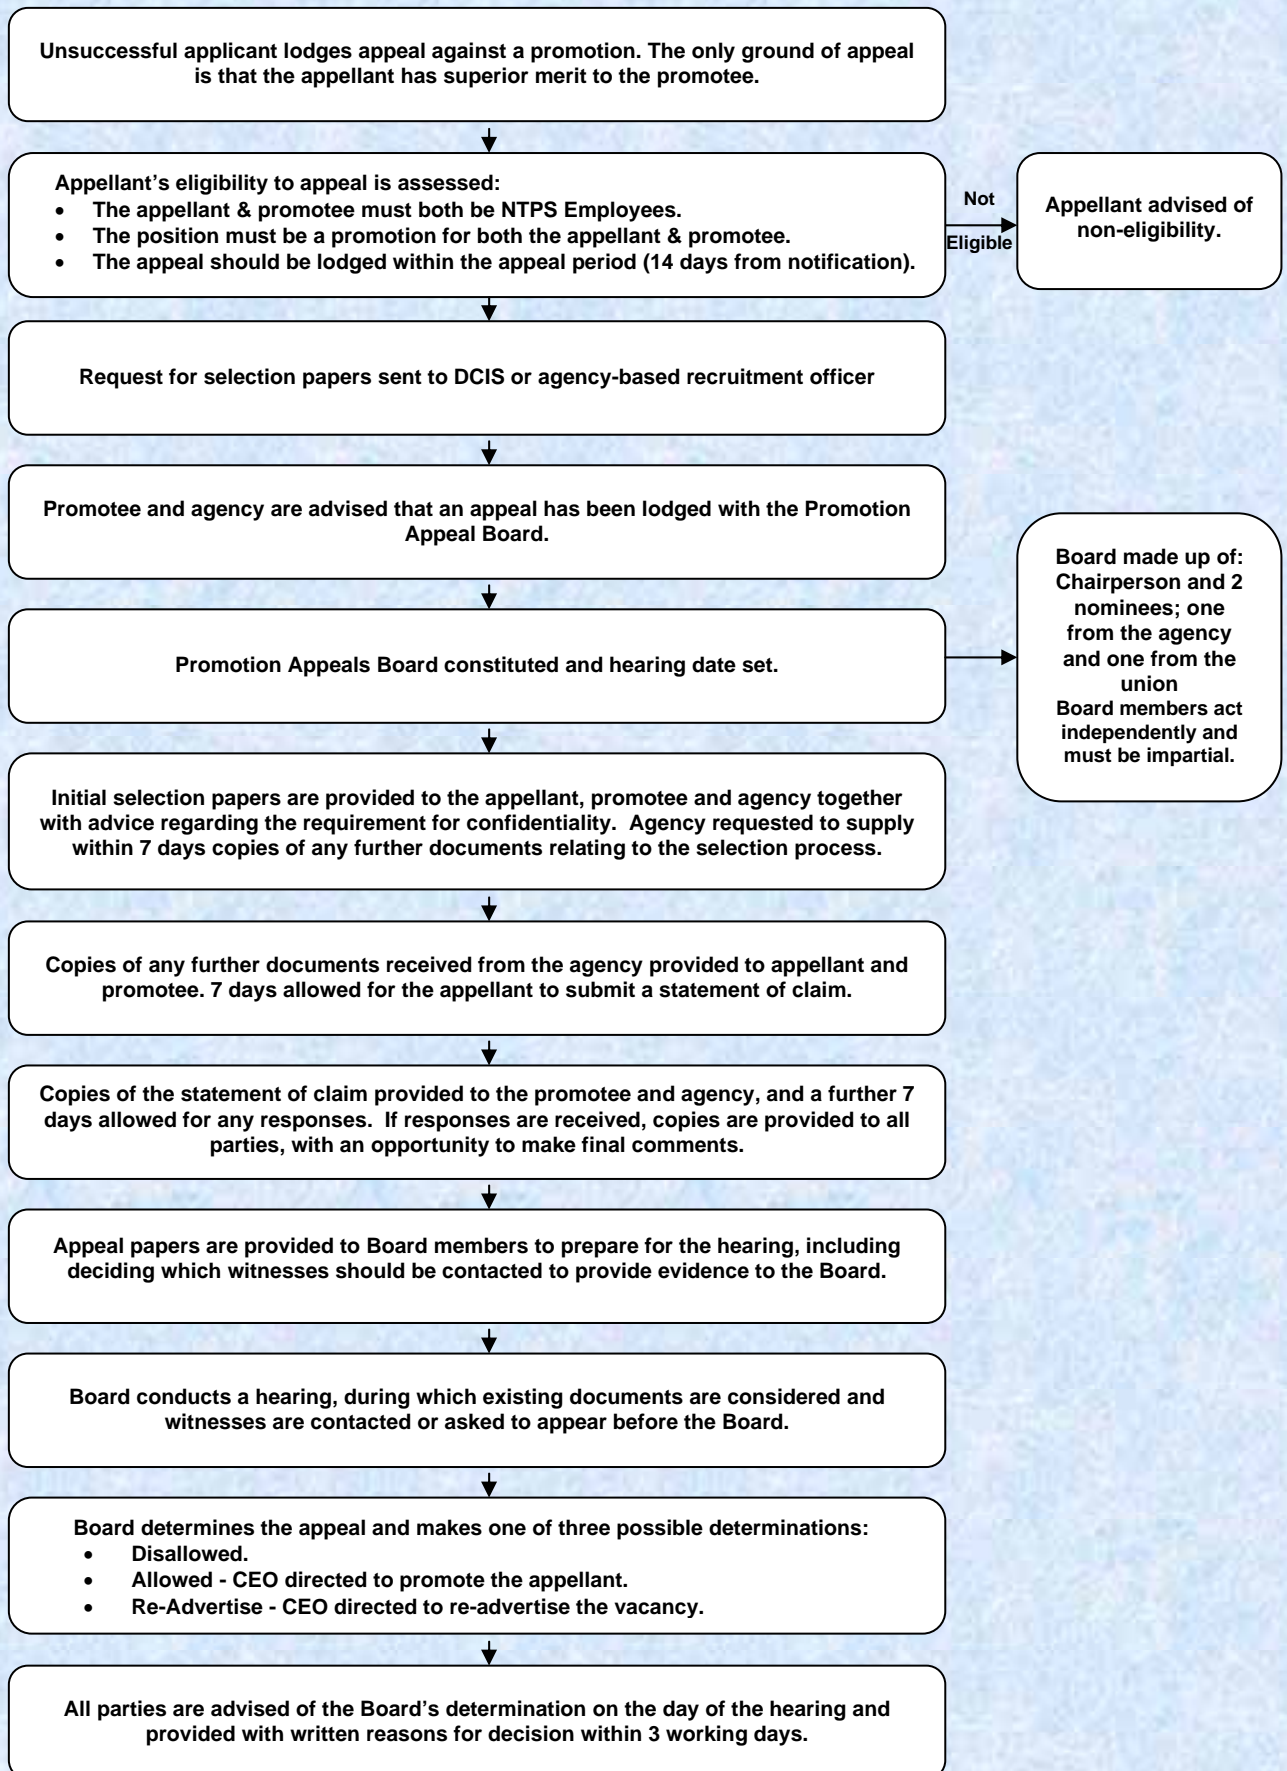 Unsuccessful applicant lodges appeal against a promotion. The only ground of appeal
is that the appellant has superior merit to the promotee.
Appellant’s eligibility to appeal is assessed:
• The appellant & promotee must both be NTPS Employees.
• The position must be a promotion for both the appellant & promotee.
• The appeal should be lodged within the appeal period (14 days from notification).
Not
Eligible
Appellant advised of
non-eligibility.
Request for selection papers sent to DCIS or agency-based recruitment officer
Promotee and agency are advised that an appeal has been lodged with the Promotion
Appeal Board.
Promotion Appeals Board constituted and hearing date set.
Board made up of:
Chairperson and 2
nominees; one
from the agency
and one from the
union
Board members act
independently and
must be impartial.
Initial selection papers are provided to the appellant, promotee and agency together
with advice regarding the requirement for confidentiality. Agency requested to supply
within 7 days copies of any further documents relating to the selection process.
Copies of any further documents received from the agency provided to appellant and
promotee. 7 days allowed for the appellant to submit a statement of claim.
Copies of the statement of claim provided to the promotee and agency, and a further 7
days allowed for any responses. If responses are received, copies are provided to all
parties, with an opportunity to make final comments.
Appeal papers are provided to Board members to prepare for the hearing, including
deciding which witnesses should be contacted to provide evidence to the Board.
Board conducts a hearing, during which existing documents are considered and
witnesses are contacted or asked to appear before the Board.
Board determines the appeal and makes one of three possible determinations:
• Disallowed.
• Allowed - CEO directed to promote the appellant.
• Re-Advertise - CEO directed to re-advertise the vacancy.
All parties are advised of the Board’s determination on the day of the hearing and
provided with written reasons for decision within 3 working days.